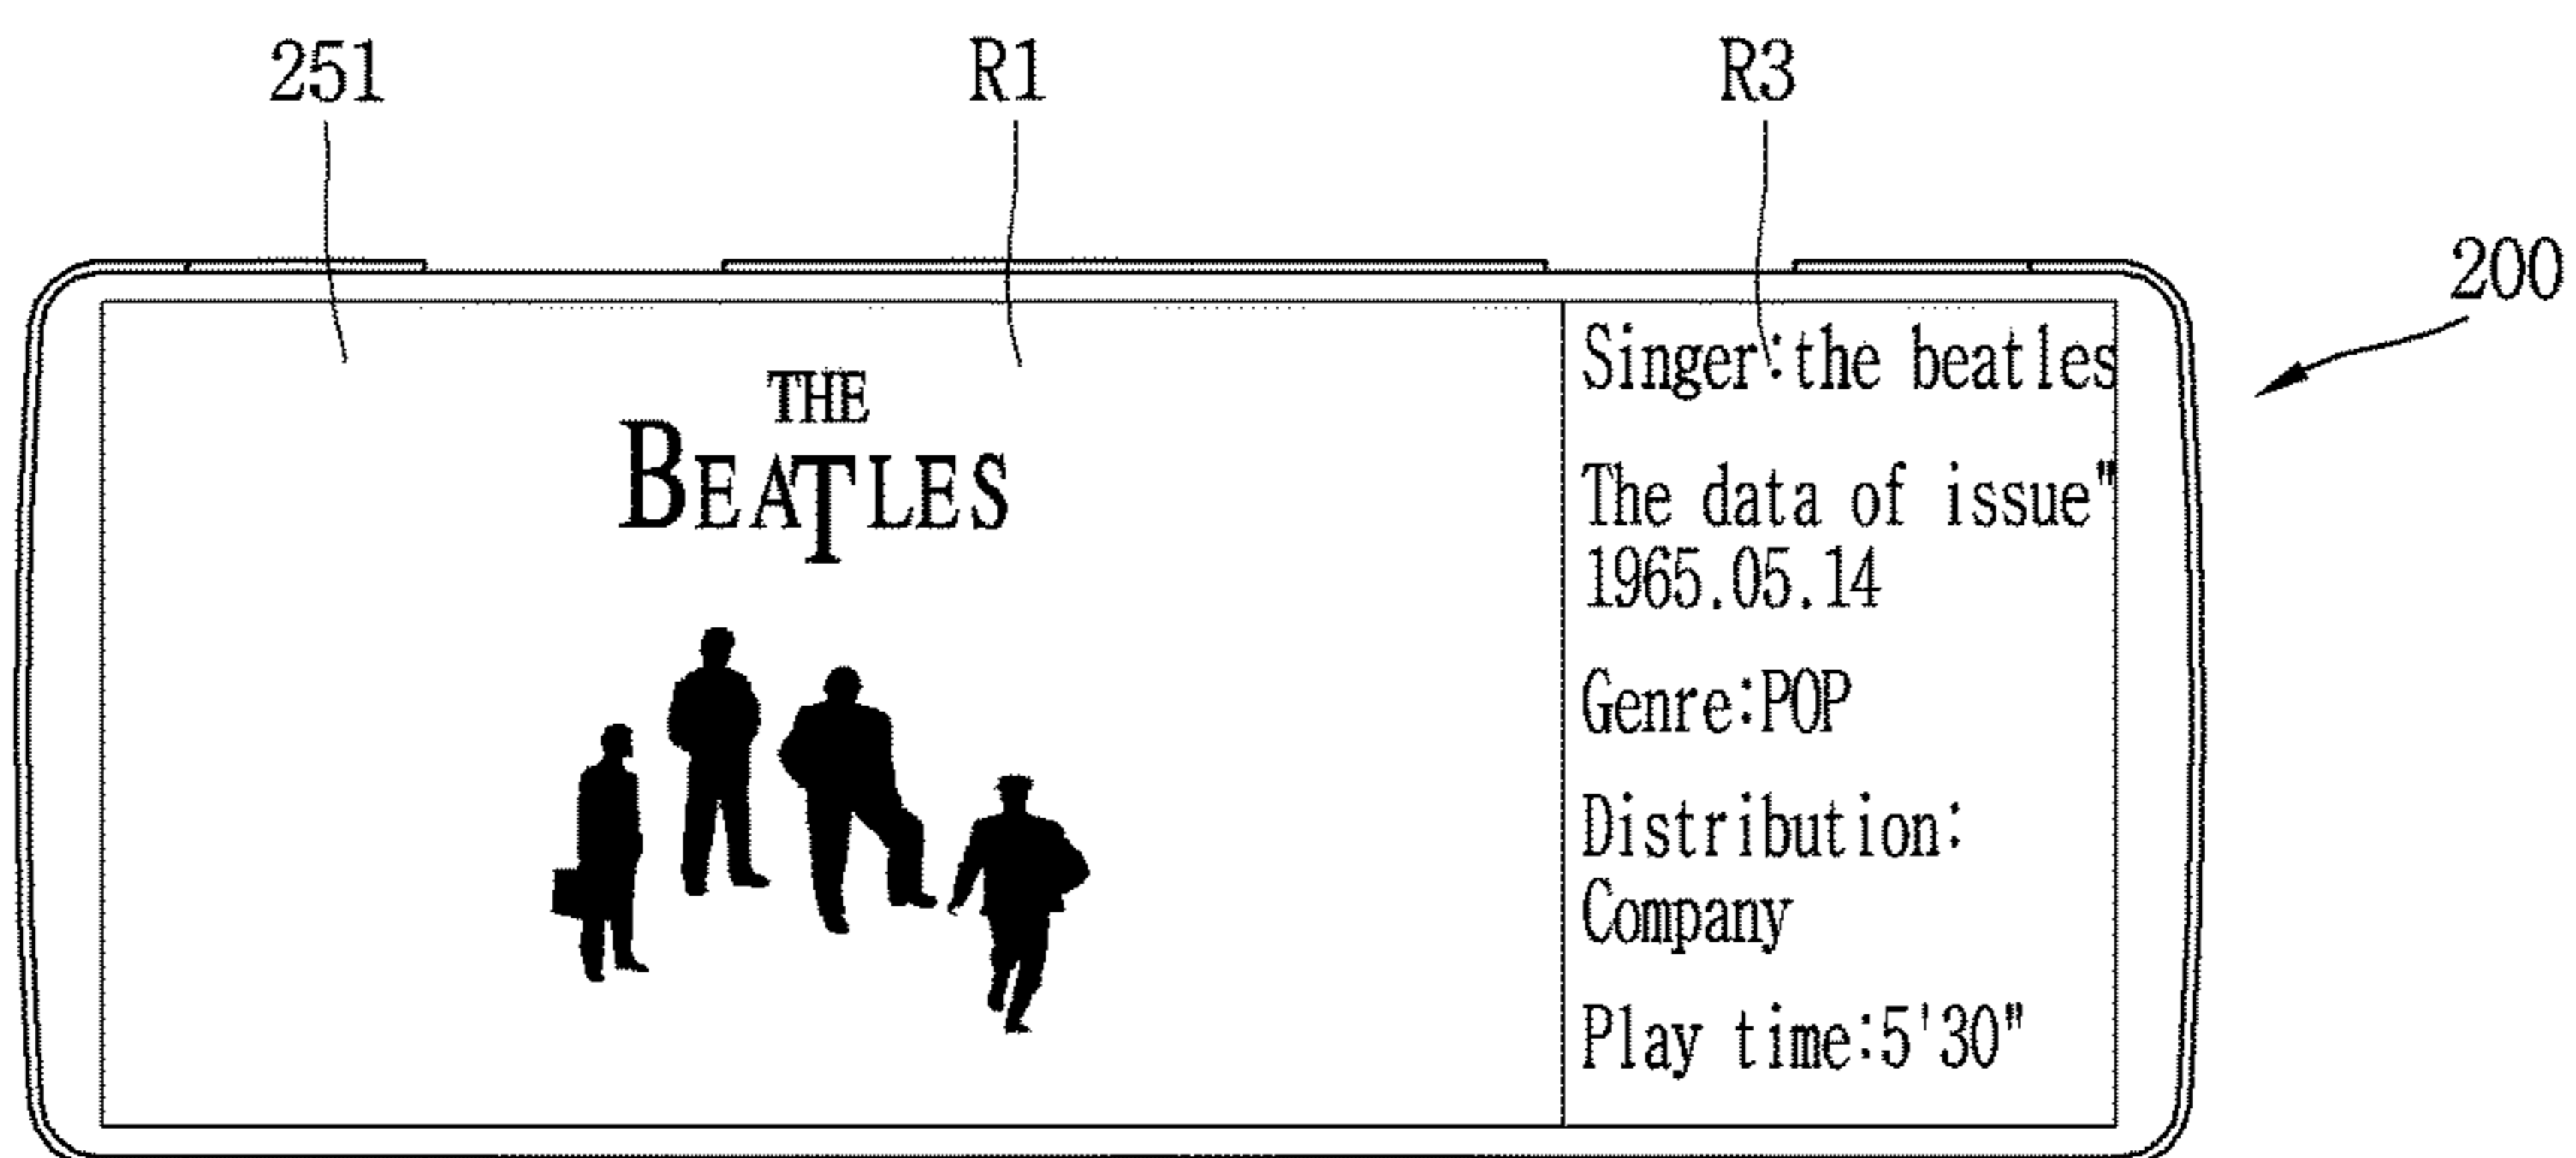 251
R1
R3
200
THE
BEATLES
Singer:the beatles
The data of issue"
1965.05.14
Genre:POP
Distribution:
Company
Play time:5'30"